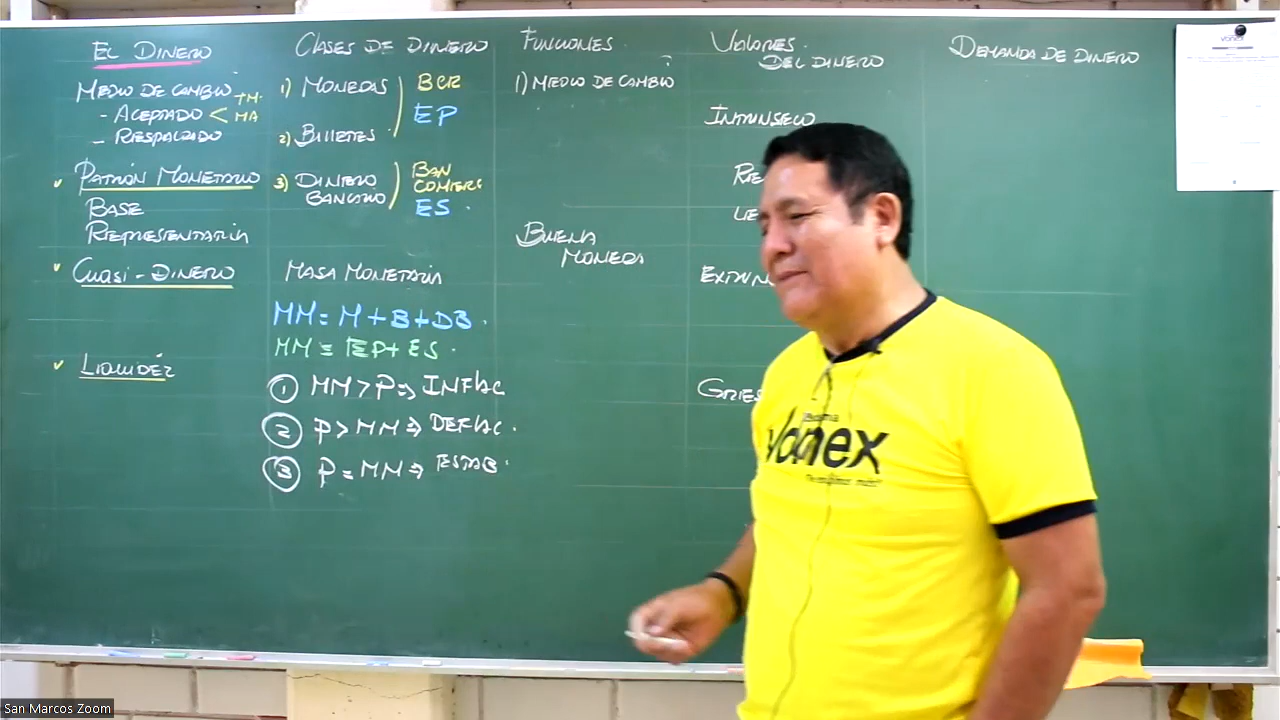 EL DINERO
MEDIO DE CAMBIO
- ACEPTADO < TM. MA
- RESPALDADO
PATRÓN MONETARIO
BASE
REPRESENTARIA
CUASI-DINERO
LIQUIDÉZ
CLASES DE DINERO
1) MONEDAS
2) BILLETES
BCR
EP
3) DINERO
BANCARIO
BAN
COMERC
ES
MASA MONETARIA
MM = M + B + DB.
MM = EP + ES.
① MM > P ⇒ INFLAC
② P > MM ⇒ DEFLAC.
③ P = MM ⇒ ESTAB.
FUNCIONES
1) MEDIO DE CAMBIO
BUENA
MONEDA
VALORES
DEL DINERO
INTRINSECO
LE
DEMANDA DE DINERO
vonex
San Marcos Zoom